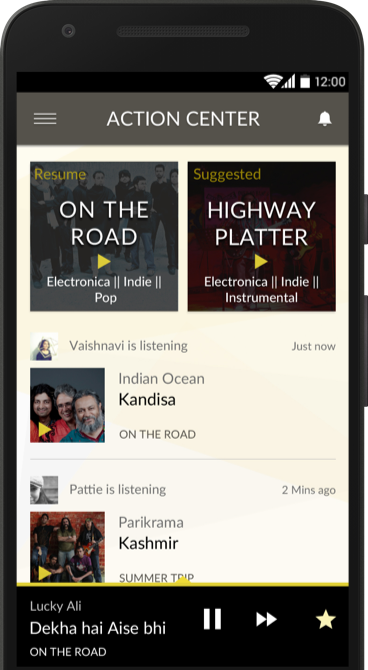 12:00
ACTION CENTER
Resume
ON THE
ROAD
Electronica || Indie ||
Pop
Suggested
HIGHWAY
PLATTER
Electronica || Indie ||
Instrumental
Vaishnavi is listening
Just now
Indian Ocean
Kandisa
ON THE ROAD
Pattie is listening
2 Mins ago
Parikrama
Kashmir
SUMMER TRIP
Lucky Ali
Dekha hai Aise bhi
ON THE ROAD